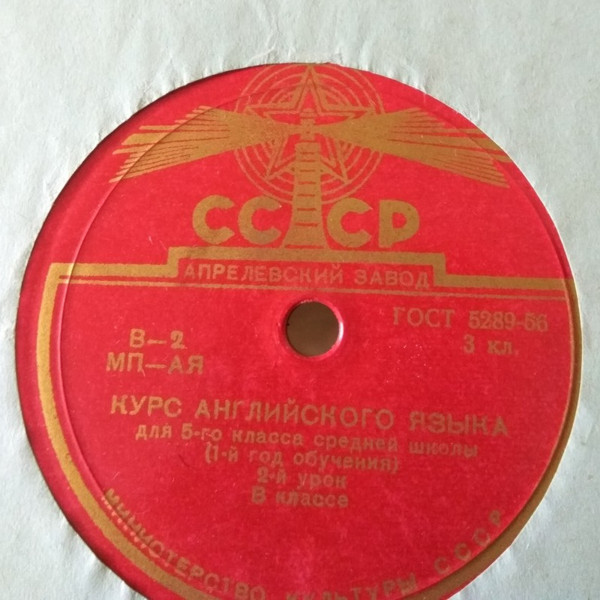 СССР
АПРЕЛЕВСКИЙ ЗАВОД
ГОСТ 5289-56
3 кл.
В—2
МП—АЯ
КУРС АНГЛИЙСКОГО ЯЗЫКА
для 5-го класса средней школы
(1-й год обучения)
2-й урок
В классе
МИНИСТЕРСТВО КУЛЬТУРЫ СССР